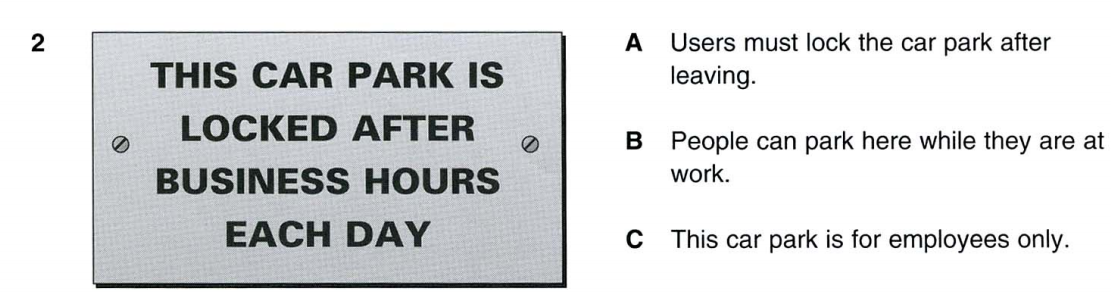 2
THIS CAR PARK IS
LOCKED AFTER
BUSINESS HOURS
EACH DAY
A Users must lock the car park after
leaving.
B People can park here while they are at
work.
C This car park is for employees only.